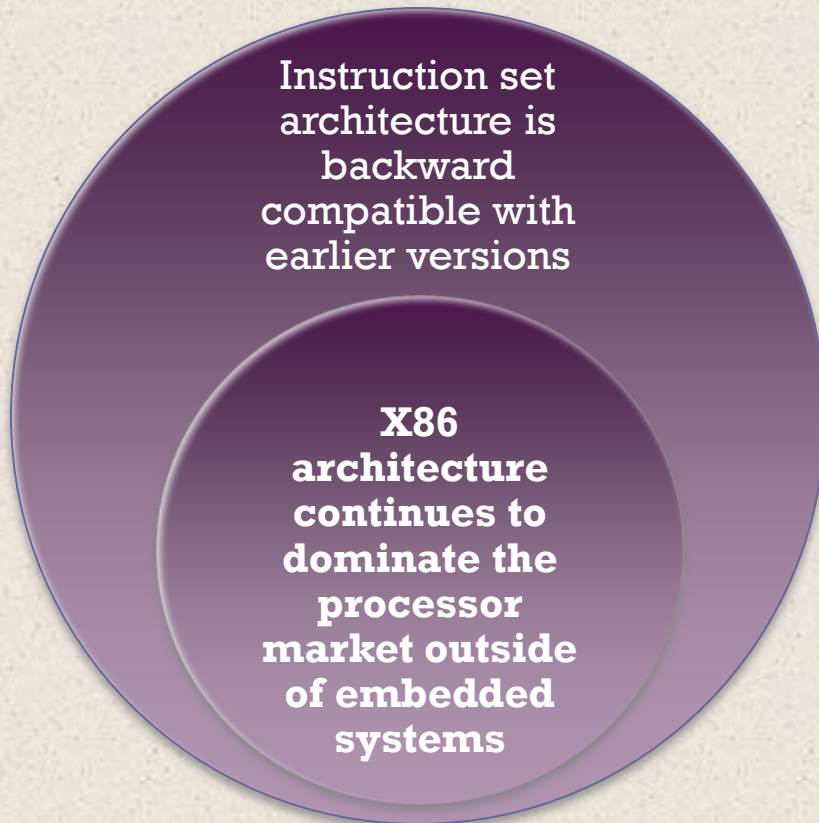 Instruction set
architecture is
backward
compatible with
earlier versions
X86
architecture
continues to
dominate the
processor
market outside
of embedded
systems